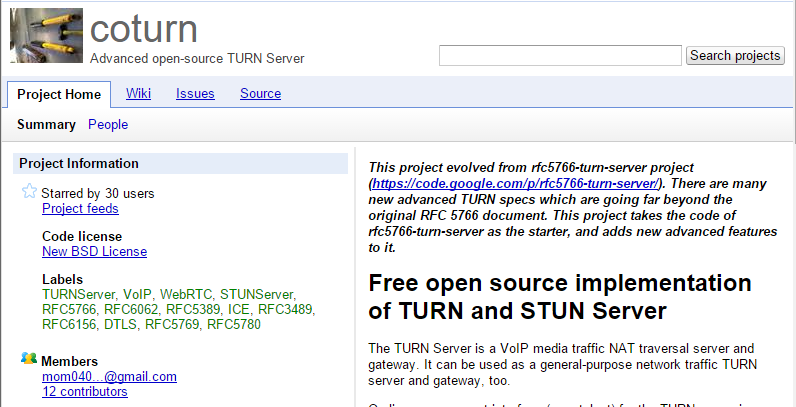 coturn
Advanced open-source TURN Server
Search projects
Project Home Wiki Issues Source
Summary People
Project Information
Starred by 30 users
Project feeds
Code license
New BSD License
Labels
TURNServer, VoIP, WebRTC, STUNServer,
RFC5766, RFC6062, RFC5389, ICE, RFC3489,
RFC6156, DTLS, RFC5769, RFC5780
Members
mom040...@gmail.com
12 contributors
This project evolved from rfc5766-turn-server project
(https://code.google.com/p/rfc5766-turn-server/). There are many
new advanced TURN specs which are going far beyond the
original RFC 5766 document. This project takes the code of
rfc5766-turn-server as the starter, and adds new advanced features
to it.
Free open source implementation
of TURN and STUN Server
The TURN Server is a VoIP media traffic NAT traversal server and
gateway. It can be used as a general-purpose network traffic TURN
server and gateway, too.